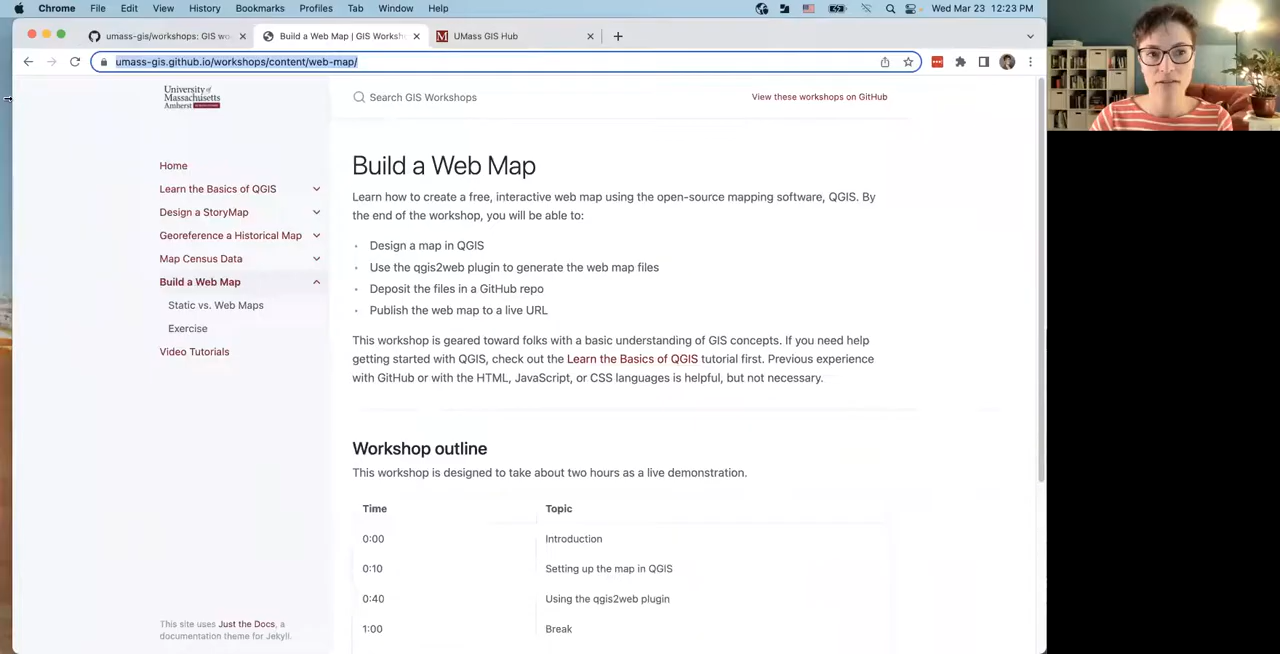 Chrome File Edit View History Bookmarks Profiles Tab Window Help Wed Mar 23 12:23 PM
umass-gis/workshops: GIS wo
Build a Web Map | GIS Worksh
UMass GIS Hub
umass-gis.github.io/workshops/content/web-map/
University of
Massachusetts
Amherst
Search GIS Workshops
View these workshops on GitHub
Home
Learn the Basics of QGIS
Design a StoryMap
Georeference a Historical Map
Map Census Data
Build a Web Map
Static vs. Web Maps
Exercise
Video Tutorials
This site uses Just the Docs, a
documentation theme for Jekyll.
Build a Web Map
Learn how to create a free, interactive web map using the open-source mapping software, QGIS. By
the end of the workshop, you will be able to:
· Design a map in QGIS
· Use the qgis2web plugin to generate the web map files
· Deposit the files in a GitHub repo
· Publish the web map to a live URL
This workshop is geared toward folks with a basic understanding of GIS concepts. If you need help
getting started with QGIS, check out the Learn the Basics of QGIS tutorial first. Previous experience
with GitHub or with the HTML, JavaScript, or CSS languages is helpful, but not necessary.
Workshop outline
This workshop is designed to take about two hours as a live demonstration.
Time Topic
0:00 Introduction
0:10 Setting up the map in QGIS
0:40 Using the qgis2web plugin
1:00 Break